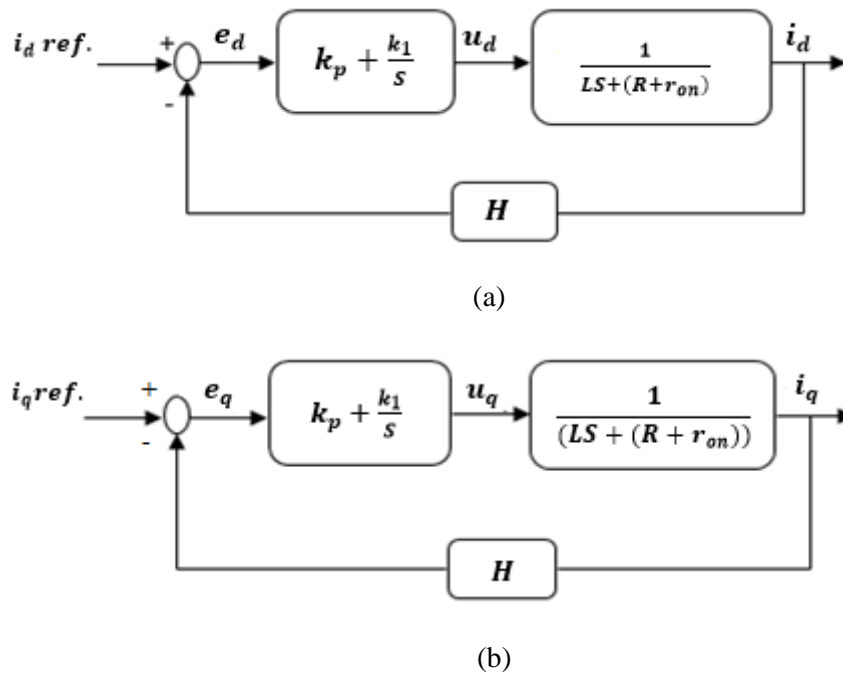 i_d ref. + - e_d k_p + k_1/s u_d 1/(LS+(R+r_on)) i_d
H
(a)
i_q ref. + - e_q k_p + k_1/s u_q 1/((LS + (R + r_on))) i_q
H
(b)